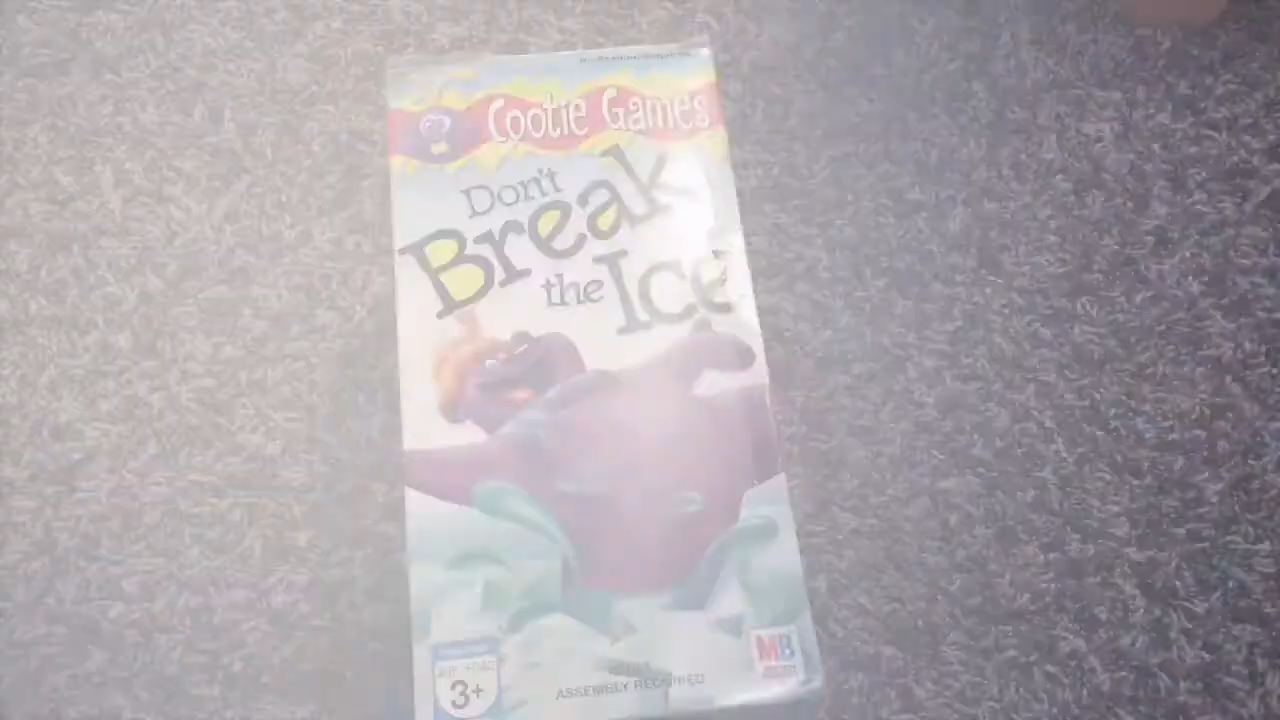 Cootie Games
Don't
Break
the Ice
3+
ASSEMBLY REQUIRED
MB